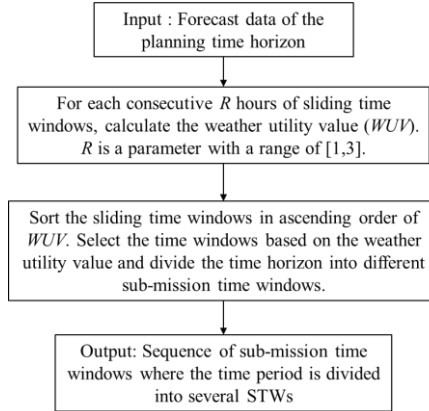 Input : Forecast data of the
planning time horizon
For each consecutive R hours of sliding time
windows, calculate the weather utility value (WUV).
R is a parameter with a range of [1,3].
Sort the sliding time windows in ascending order of
WUV. Select the time windows based on the weather
utility value and divide the time horizon into different
sub-mission time windows.
Output: Sequence of sub-mission time
windows where the time period is divided
into several STWs